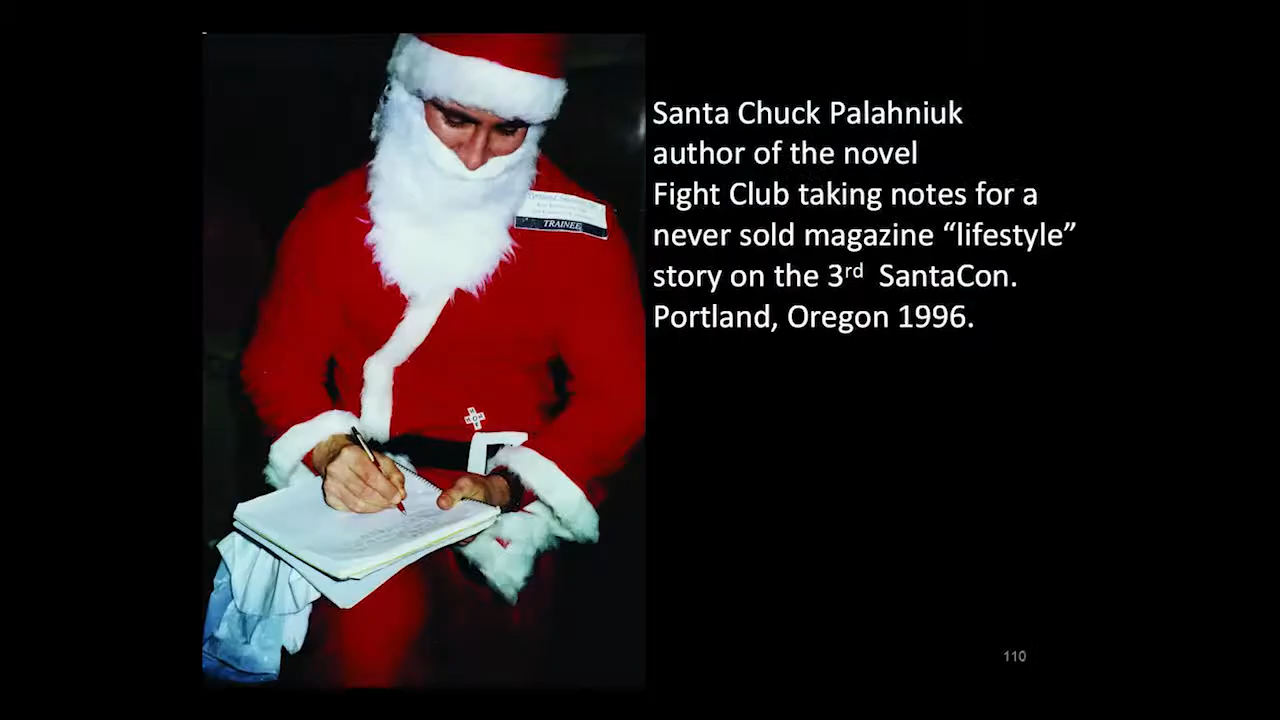 Santa Chuck Palahniuk
author of the novel
Fight Club taking notes for a
never sold magazine “lifestyle”
story on the 3rd SantaCon.
Portland, Oregon 1996.
TRAINEE
110